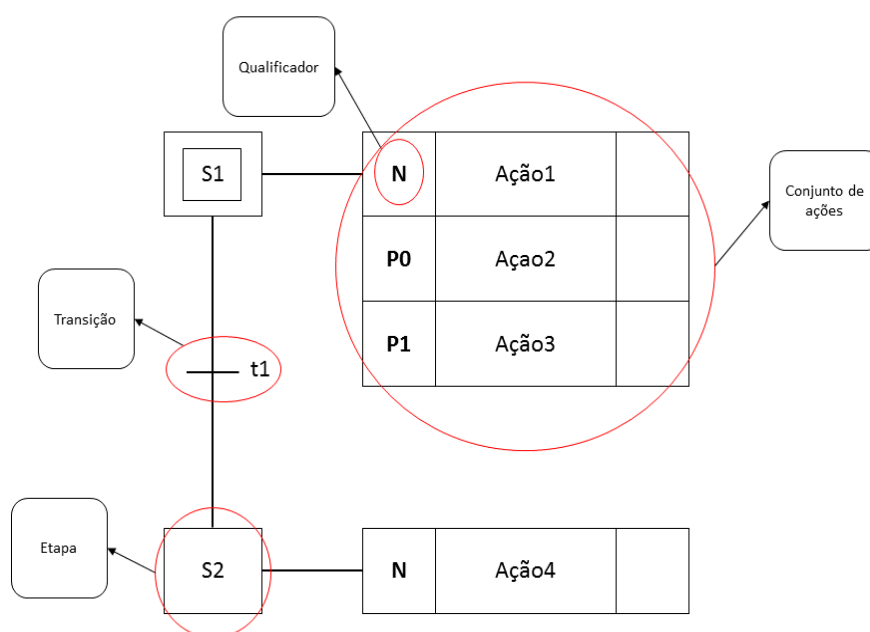 Qualificador
S1
N
Ação1
Conjunto de
ações
P0
Açao2
P1
Ação3
Transição
t1
Etapa
S2
N
Ação4